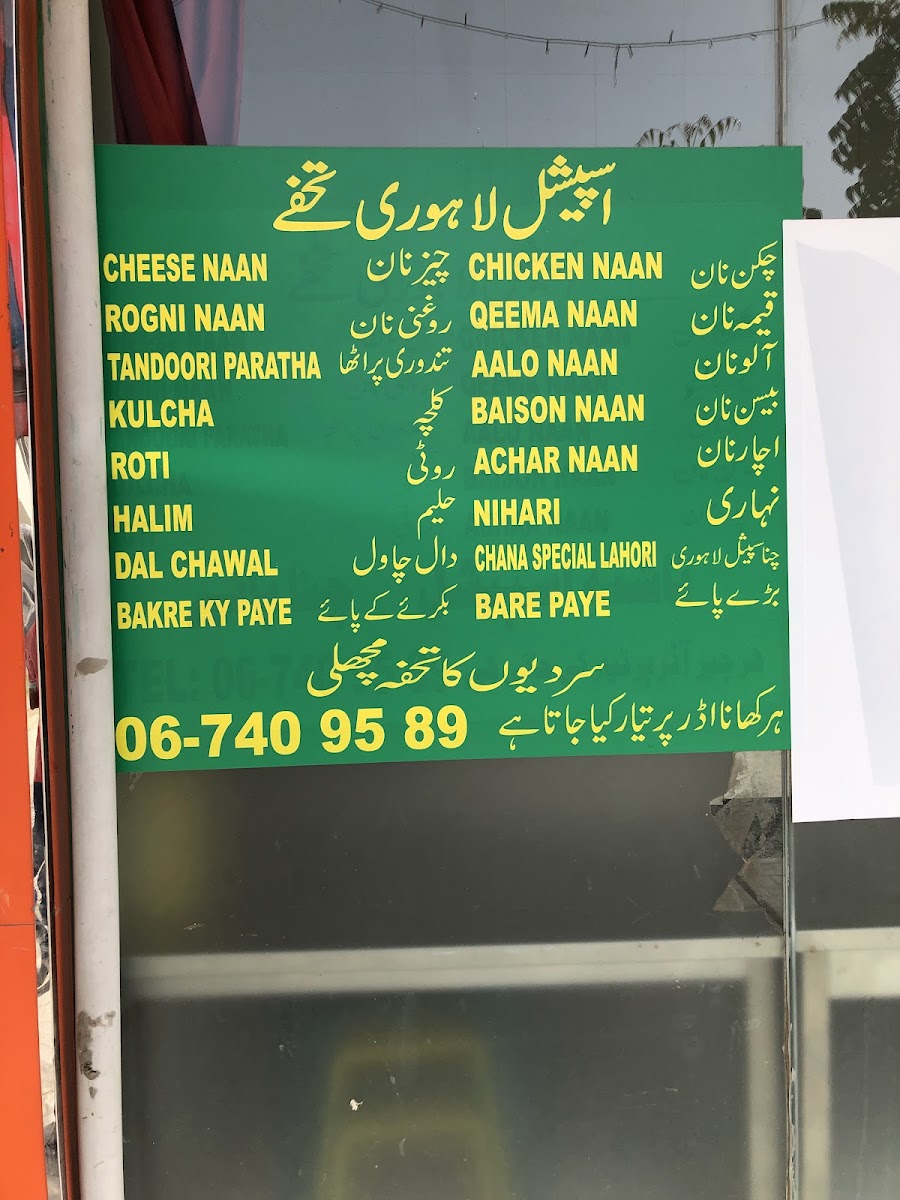 اسپیشل لاہوری تحفے
CHEESE NAAN چیز نان CHICKEN NAAN چکن نان
ROGNI NAAN روغنی نان QEEMA NAAN قیمہ نان
TANDOORI PARATHA تندوری پراٹھا AALO NAAN آلو نان
KULCHA کلچہ BAISON NAAN بیسن نان
ROTI روٹی ACHAR NAAN اچار نان
HALIM حلیم NIHARI نہاری
DAL CHAWAL دال چاول CHANA SPECIAL LAHORI چنا سپیشل لاہوری
BAKRE KY PAYE بکرئے کے پائے BARE PAYE بڑے پائے
سردیوں کا تحفہ مچھلی
06-740 95 89 ہر کھانا اڈر پر تیار کیا جاتا ہے